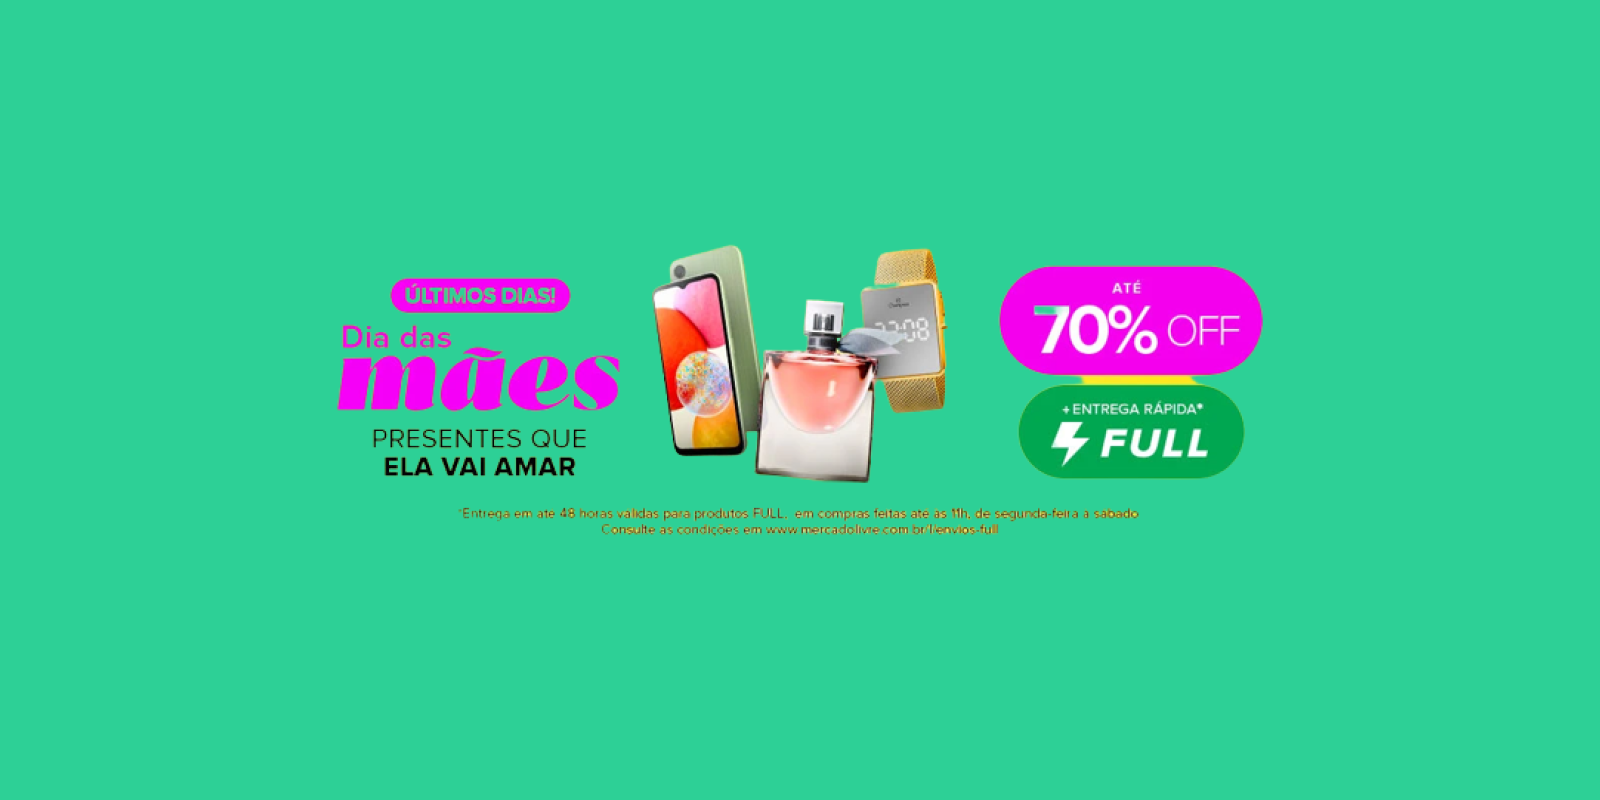 ÚLTIMOS DIAS!
Dia das
mães
PRESENTES QUE
ELA VAI AMAR
22:08
ATÉ
70% OFF
+ENTREGA RÁPIDA*
FULL
*Entrega em até 48 horas validas para produtos FULL, em compras feitas até as 11h, de segunda-feira a sabado
Consulte as condições em www.mercadolivre.com.br/l/envios-full